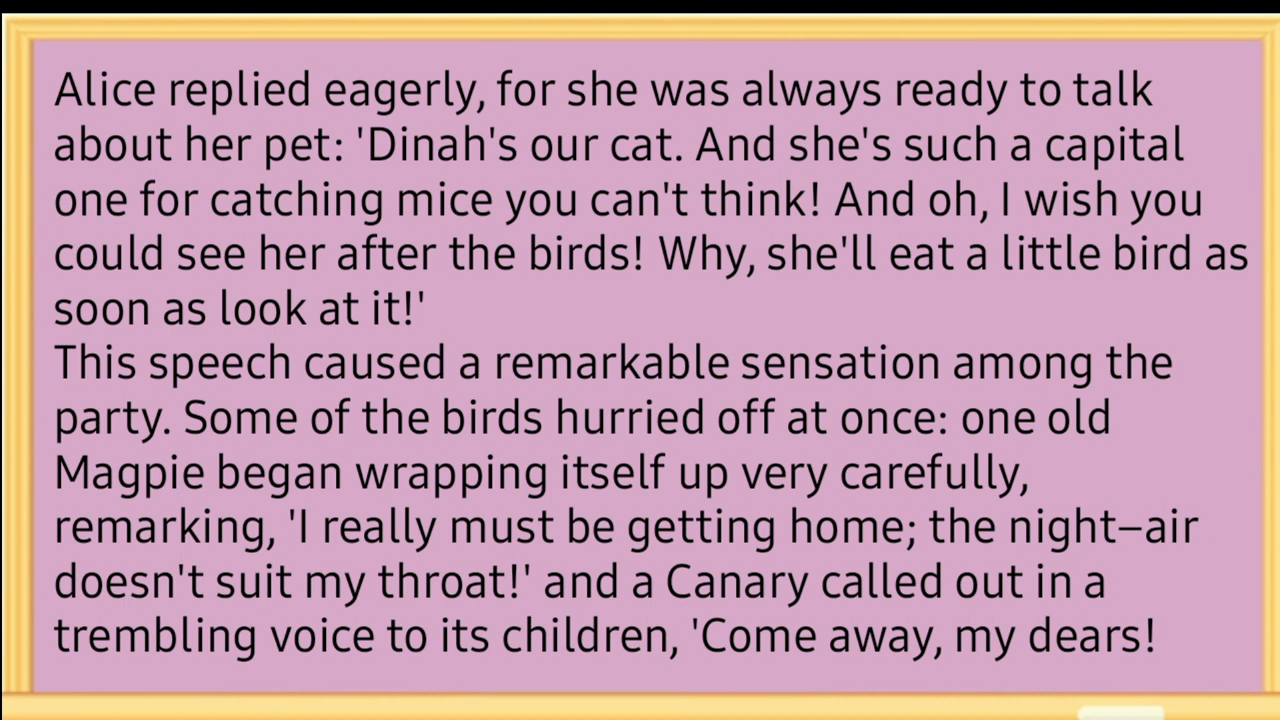 Alice replied eagerly, for she was always ready to talk
about her pet: 'Dinah's our cat. And she's such a capital
one for catching mice you can't think! And oh, I wish you
could see her after the birds! Why, she'll eat a little bird as
soon as look at it!'
This speech caused a remarkable sensation among the
party. Some of the birds hurried off at once: one old
Magpie began wrapping itself up very carefully,
remarking, 'I really must be getting home; the night–air
doesn't suit my throat!' and a Canary called out in a
trembling voice to its children, 'Come away, my dears!